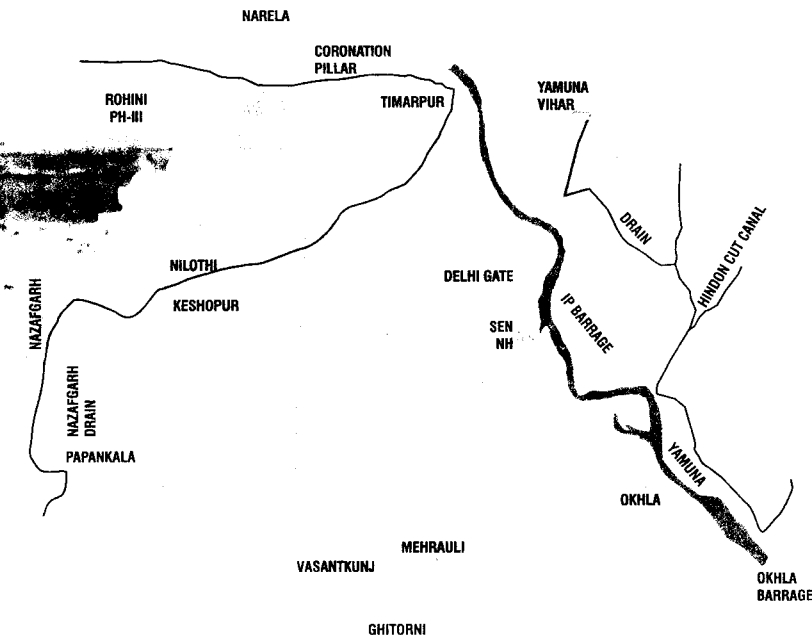 NARELA
CORONATION
PILLAR
ROHINI
PH-III
TIMARPUR
YAMUNA
VIHAR
DRAIN
HINDON CUT CANAL
NILOTHI
KESHOPUR
DELHI GATE
IP BARRAGE
SEN
NH
NAZAFGARH
NAZAFGARH
DRAIN
PAPANKALA
YAMUNA
OKHLA
MEHRAULI
VASANTKUNJ
OKHLA
BARRAGE
GHITORNI